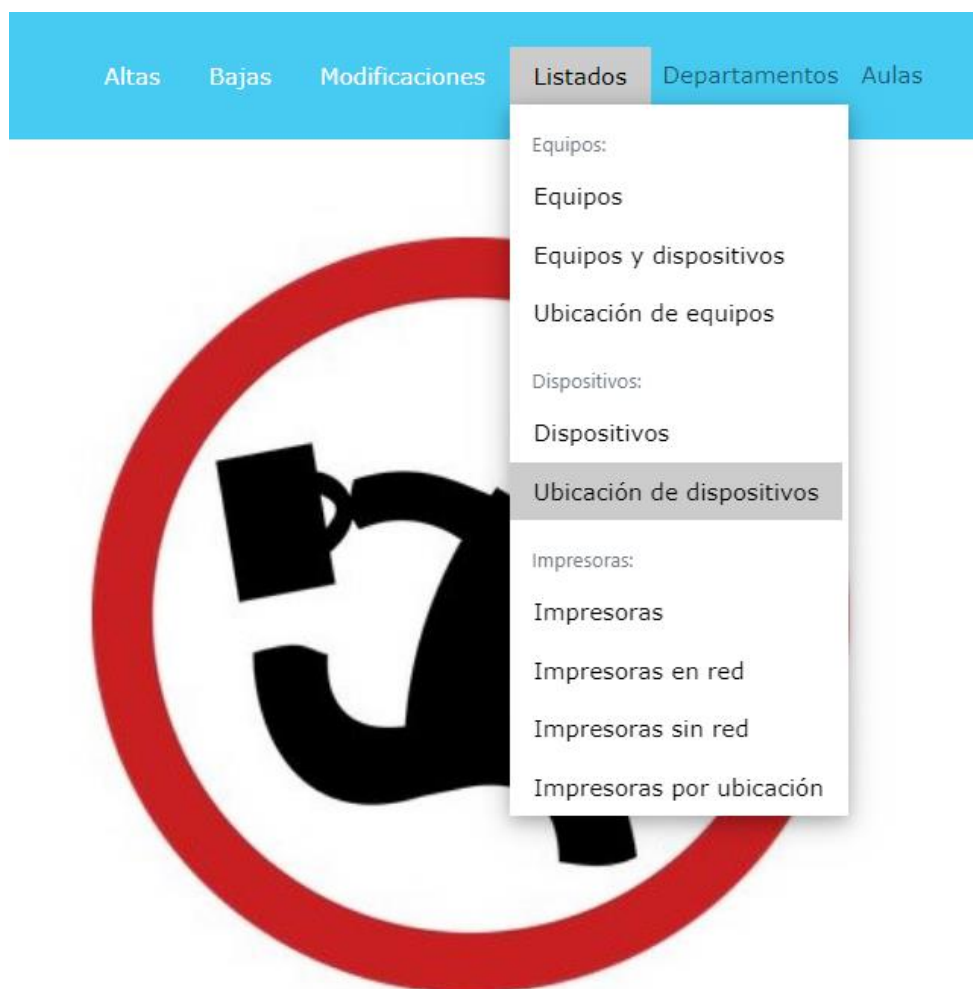 Altas Bajas Modificaciones Listados Departamentos Aulas
Equipos:
Equipos
Equipos y dispositivos
Ubicación de equipos
Dispositivos:
Dispositivos
Ubicación de dispositivos
Impresoras:
Impresoras
Impresoras en red
Impresoras sin red
Impresoras por ubicación